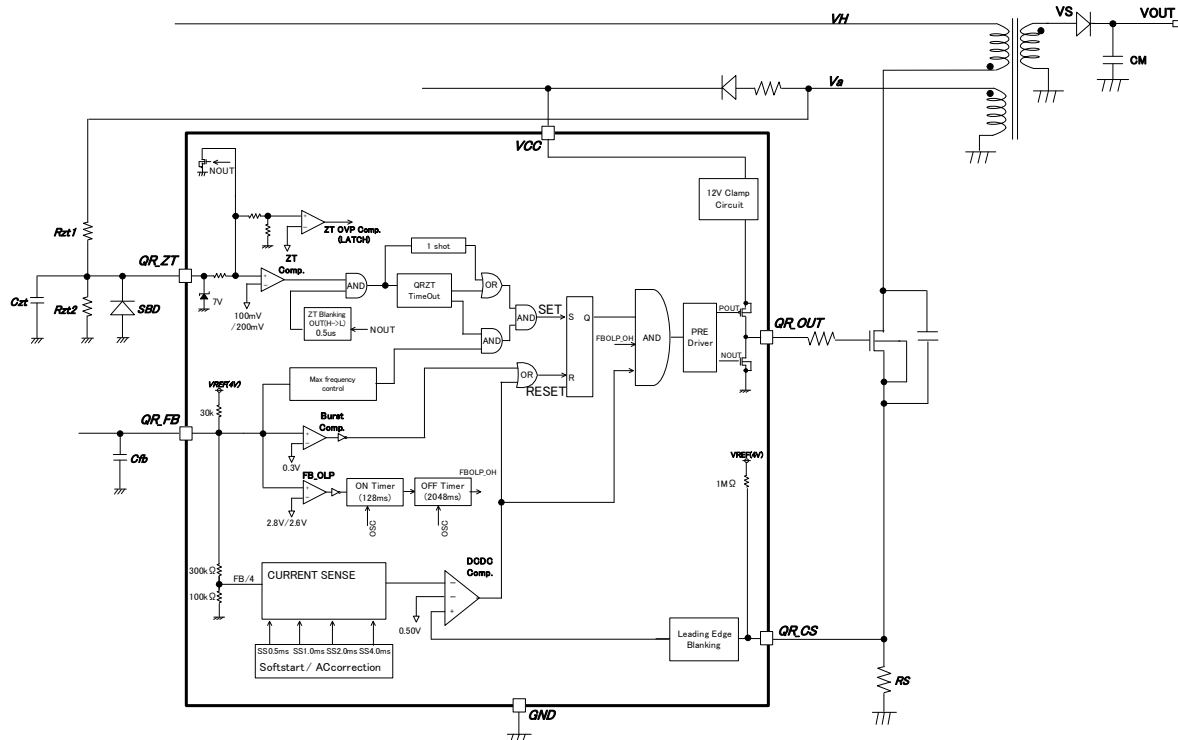 VH
VS
VOUT
CM
Va
VCC
NOUT
12V Clamp
Circuit
ZT OVP Comp.
(LATCH)
Rzt1
1 shot
QR_ZT
ZT
Comp.
OR
AND
QRZT
TimeOut
Czt
Rzt2
SBD
7V
100mV
/200mV
ZT Blanking
OUT(H->L)
0.5us
NOUT
AND
SET
S
Q
POUT
PRE
Driver
AND
FBOLP_OH
NOUT
QR_OUT
AND
Max frequency
control
OR
R
RESET
VREF(4V)
30k
QR_FB
Cfb
Burst
Comp.
0.3V
FB_OLP
FBOLP_OH
ON Timer
(128ms)
OFF Timer
(2048ms)
2.8V/2.6V
OSC
OSC
VREF(4V)
1MΩ
DCDC
Comp.
300kΩ
FB/4
100kΩ
CURRENT SENSE
0.50V
Leading Edge
Blanking
QR_CS
SS0.5ms
SS1.0ms
SS2.0ms
SS4.0ms
Softstart / ACcorrection
RS
GND